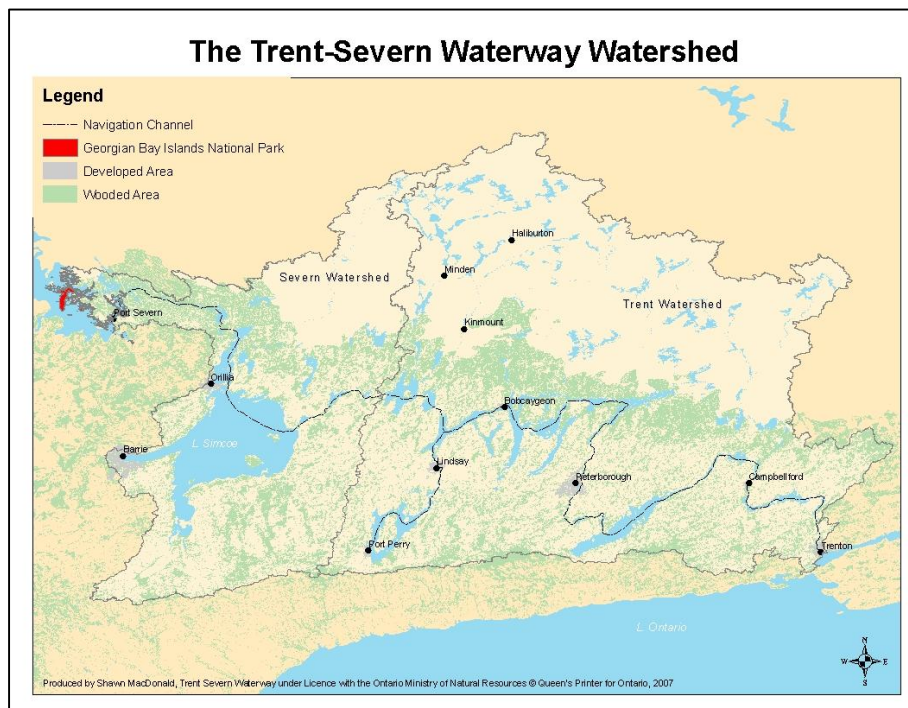 The Trent-Severn Waterway Watershed
Legend
Navigation Channel
Georgian Bay Islands National Park
Developed Area
Wooded Area
Haliburton
Minden
Severn Watershed
Trent Watershed
Port Severn
Kinmount
Orillia
Bobcaygeon
L. Simcoe
Barrie
Lindsay
Peterborough
Campbellford
Port Perry
Trenton
L. Ontario
N
W E
S
Produced by Shawn MacDonald, Trent Severn Waterway under Licence with the Ontario Ministry of Natural Resources © Queen's Printer for Ontario, 2007